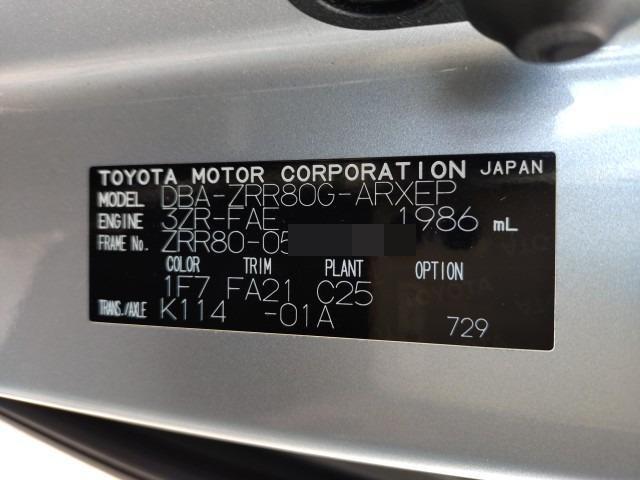 TOYOTA MOTOR CORPORATION JAPAN
MODEL DBA-ZRR80G-ARXEP
ENGINE 3ZR-FAE 1986 mL
FRAME No. ZRR80-05
COLOR TRIM PLANT OPTION
1F7 FA21 C25
TRANS./AXLE K114 -01A
729